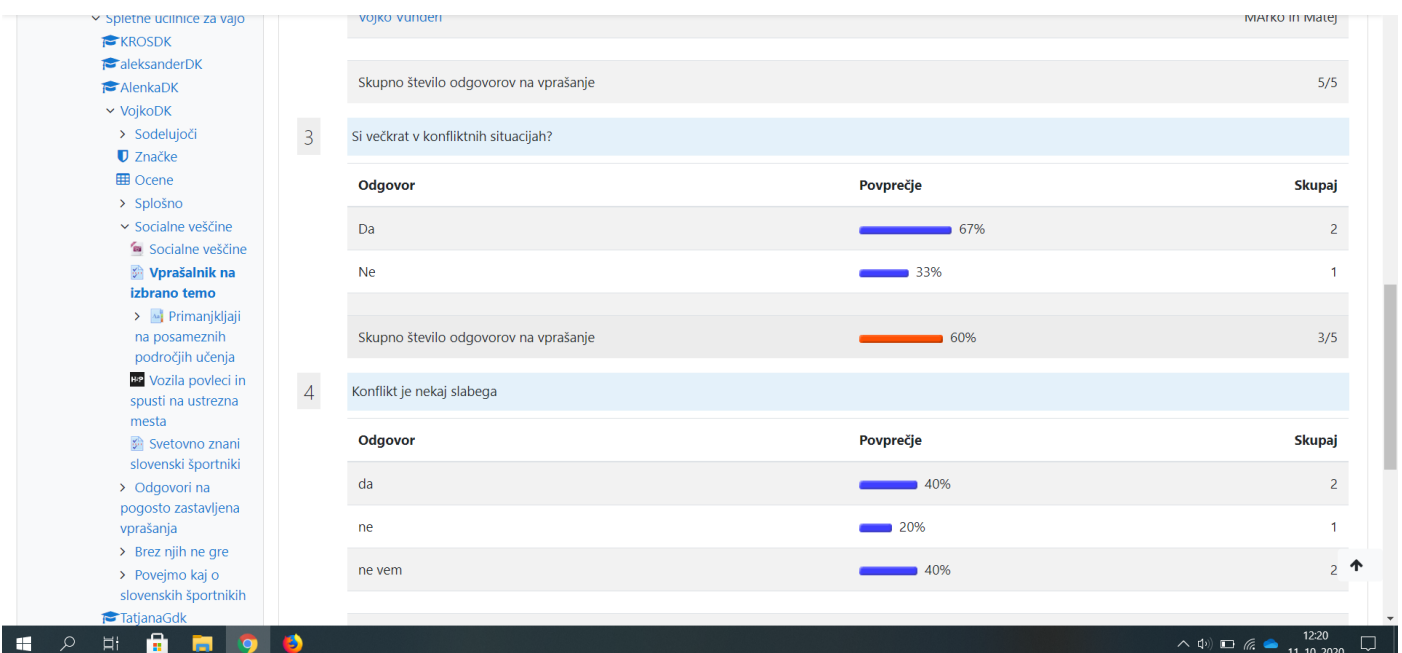 Spletne učilnice za vajo
KROSDK
aleksanderDK
AlenkaDK
VojkoDK
Sodelujoči
Značke
Ocene
Splošno
Socialne veščine
Socialne veščine
Vprašalnik na
izbrano temo
Primanjkljaji
na posameznih
področjih učenja
H-P Vozila povleci in
spusti na ustrezna
mesta
Svetovno znani
slovenski športniki
Odgovori na
pogosto zastavljena
vprašanja
Brez njih ne gre
Povejmo kaj o
slovenskih športnikih
TatjanaGdk
Vojko Vunderl MArko in Matej
Skupno število odgovorov na vprašanje 5/5
3 Si večkrat v konfliktnih situacijah?
Odgovor Povprečje Skupaj
Da 67% 2
Ne 33% 1
Skupno število odgovorov na vprašanje 60% 3/5
4 Konflikt je nekaj slabega
Odgovor Povprečje Skupaj
da 40% 2
ne 20% 1
ne vem 40% 2
12:20
11. 10. 2020